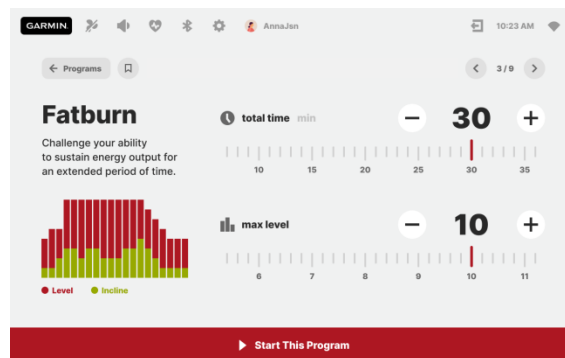 GARMIN.
AnnaJsn
10:23 AM
← Programs
3 / 9
Fatburn
Challenge your ability
to sustain energy output for
an extended period of time.
Level
Incline
total time min
30
10 15 20 25 30 35
max level
10
6 7 8 9 10 11
Start This Program